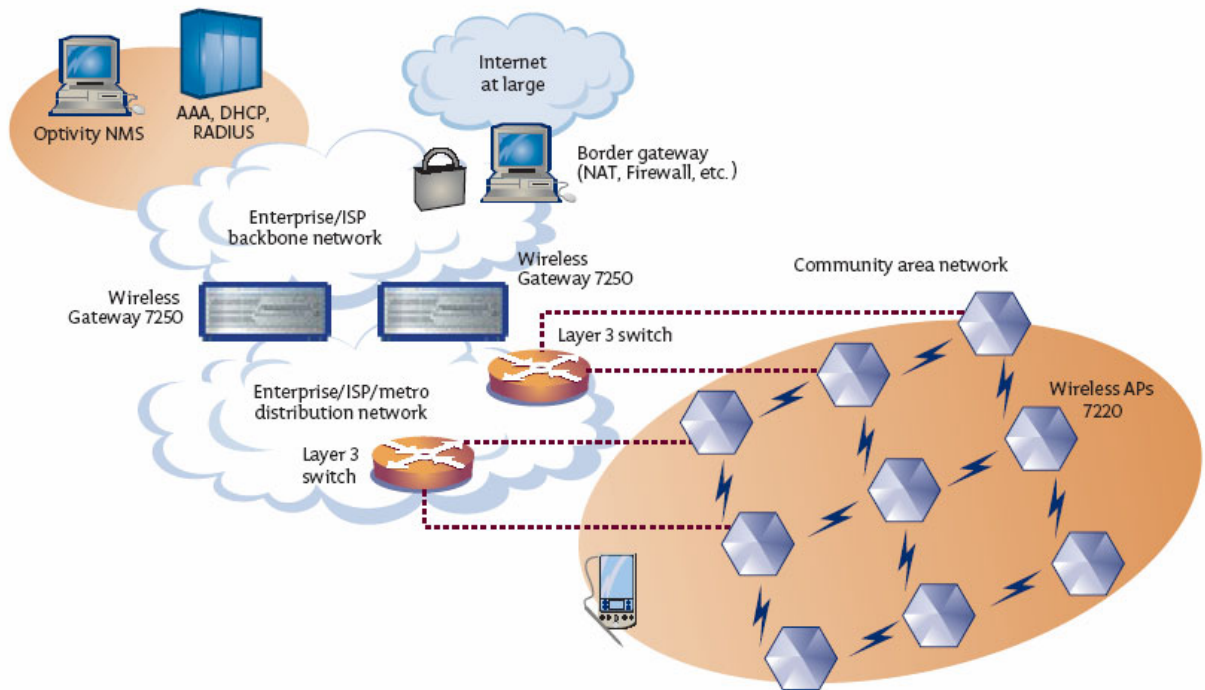 Optivity NMS
AAA, DHCP,
RADIUS
Internet
at large
Border gateway
(NAT, Firewall, etc.)
Enterprise/ISP
backbone network
Wireless
Gateway 7250
Wireless
Gateway 7250
Community area network
Layer 3 switch
Enterprise/ISP/metro
distribution network
Layer 3
switch
Wireless APs
7220